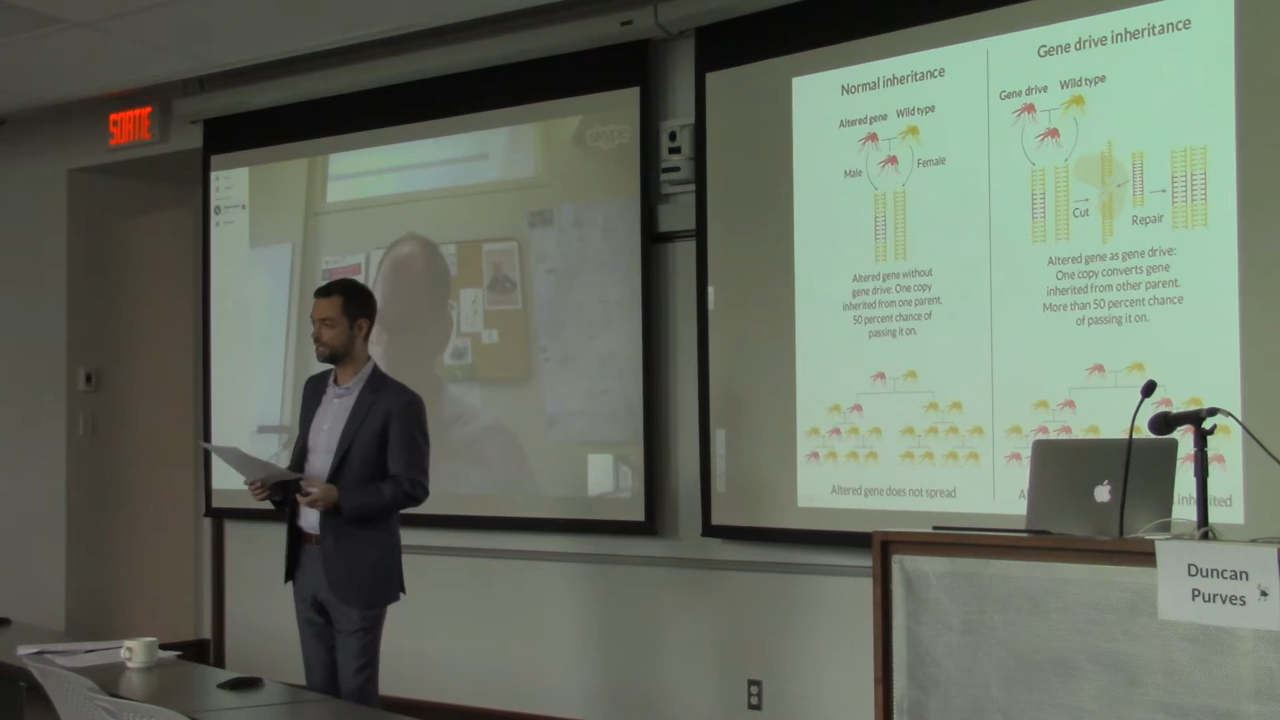 SORTIE
skype
Normal inheritance
Altered gene
Wild type
Male
Female
Altered gene without
gene drive: One copy
inherited from one parent.
50 percent chance of
passing it on.
Altered gene does not spread
Gene drive inheritance
Gene drive
Wild type
Cut
Repair
Altered gene as gene drive:
One copy converts gene
inherited from other parent.
More than 50 percent chance
of passing it on.
Duncan
Purves